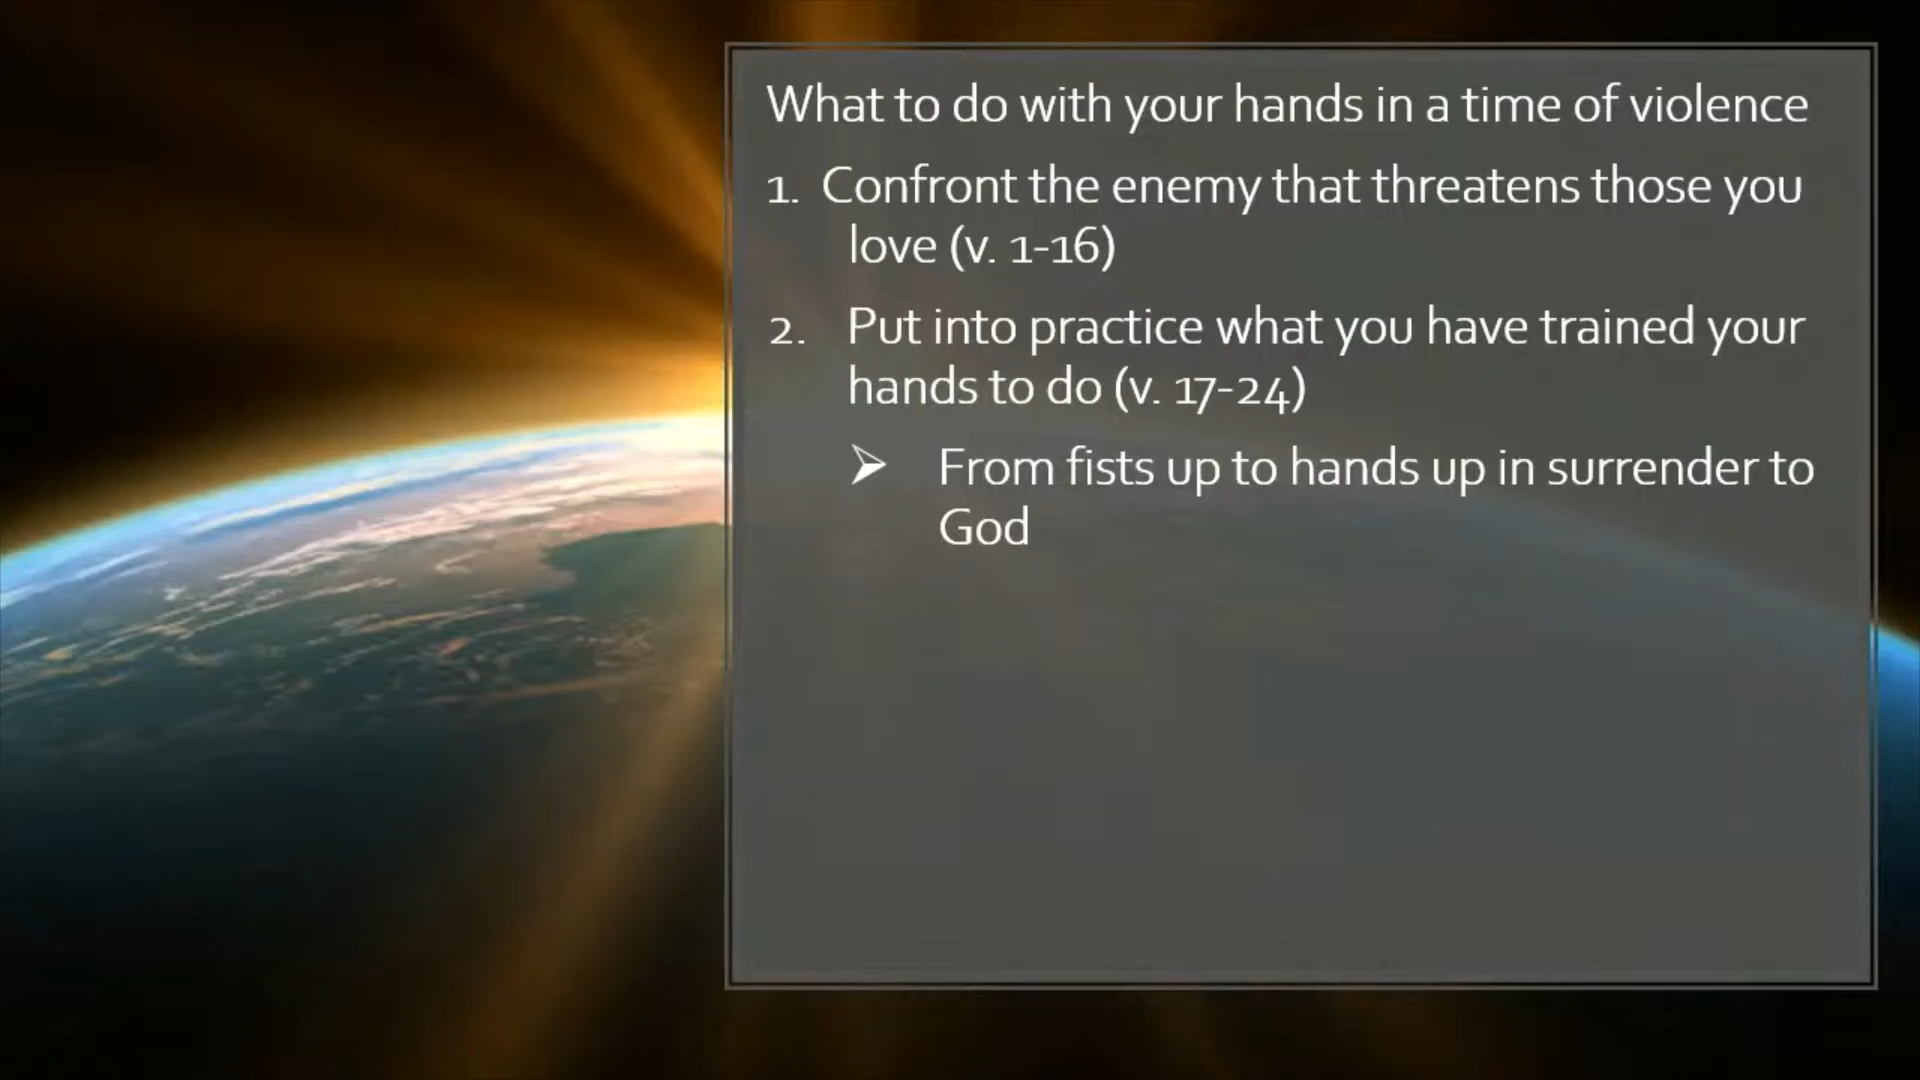 What to do with your hands in a time of violence
1. Confront the enemy that threatens those you
love (v. 1-16)
2. Put into practice what you have trained your
hands to do (v. 17-24)
➢ From fists up to hands up in surrender to
God